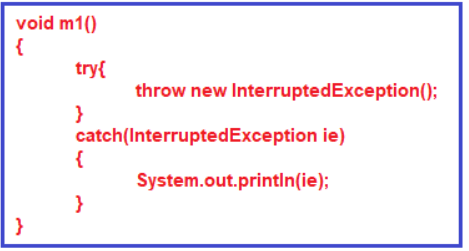 void m1()
{
try{
throw new InterruptedException();
}
catch(InterruptedException ie)
{
System.out.println(ie);
}
}